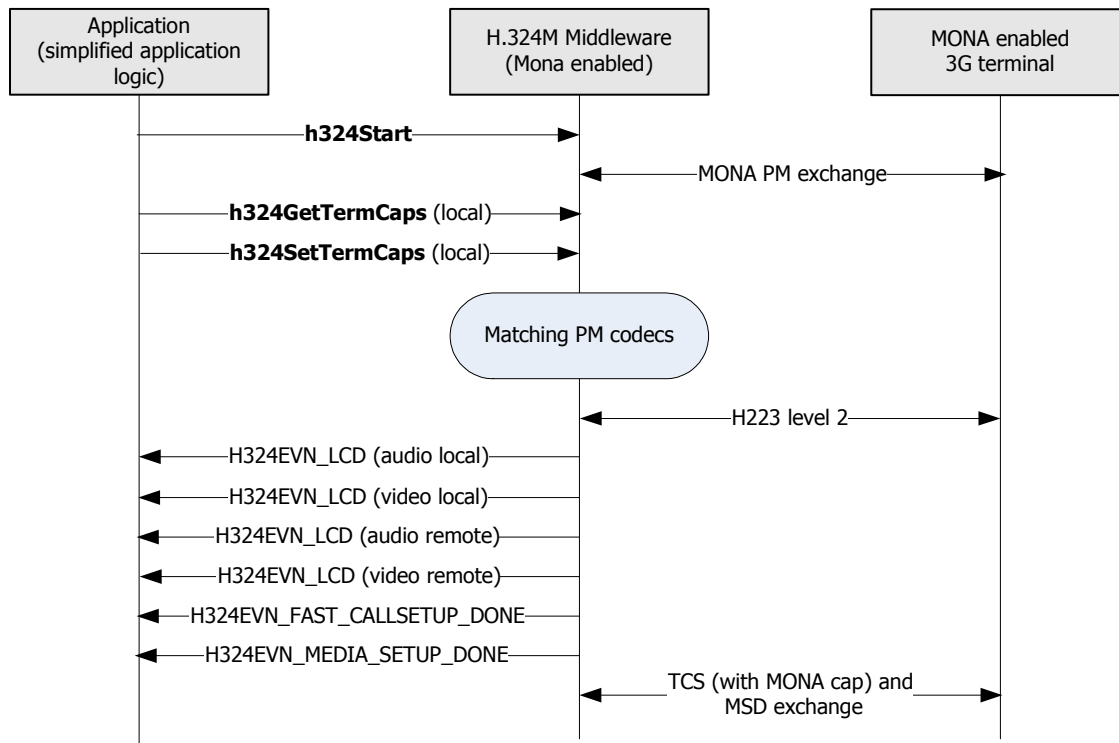 Application
(simplified application
logic)
H.324M Middleware
(Mona enabled)
MONA enabled
3G terminal
h324Start
MONA PM exchange
h324GetTermCaps (local)
h324SetTermCaps (local)
Matching PM codecs
H223 level 2
H324EVN_LCD (audio local)
H324EVN_LCD (video local)
H324EVN_LCD (audio remote)
H324EVN_LCD (video remote)
H324EVN_FAST_CALLSETUP_DONE
H324EVN_MEDIA_SETUP_DONE
TCS (with MONA cap) and
MSD exchange